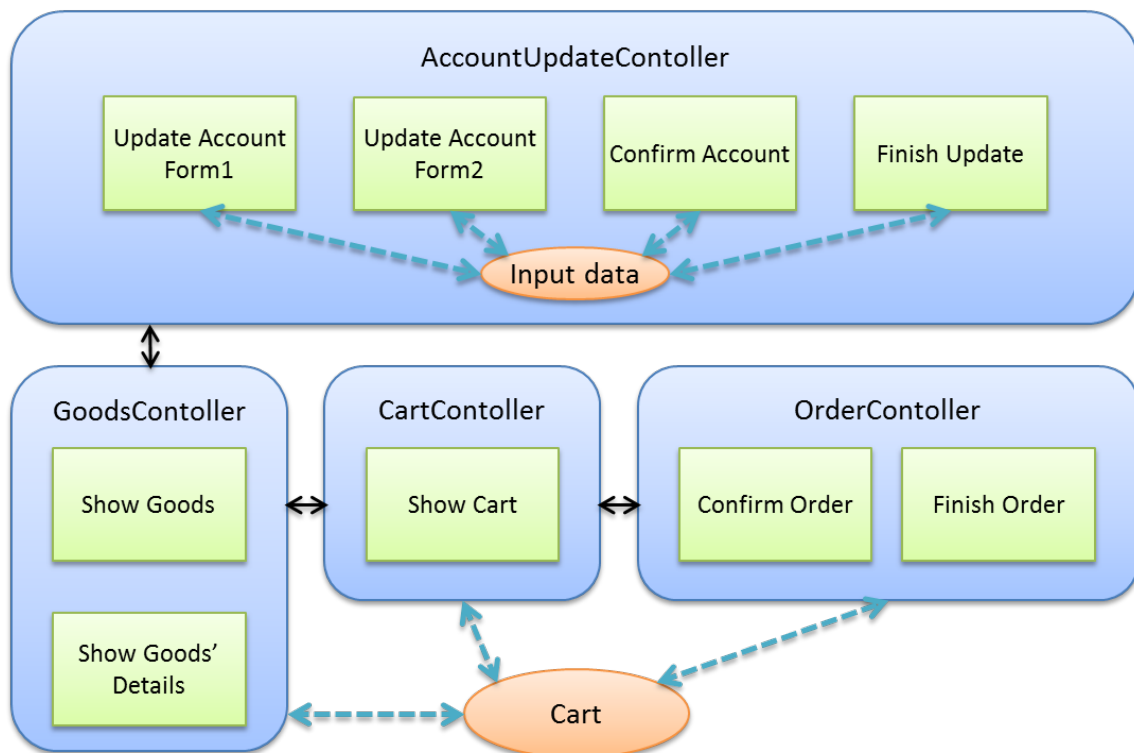 AccountUpdateContoller
Update Account
Form1
Update Account
Form2
Confirm Account
Finish Update
Input data
GoodsContoller
Show Goods
Show Goods’
Details
CartContoller
Show Cart
OrderContoller
Confirm Order
Finish Order
Cart